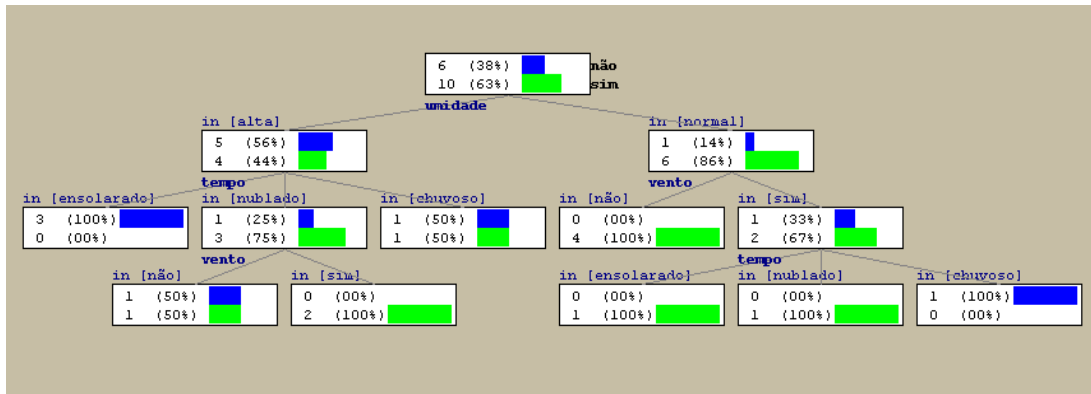 6 (38%) não
10 (63%) sim
umidade
in [alta] in [normal]
5 (56%) 1 (14%)
4 (44%) 6 (86%)
tempo vento
in [ensolarado] in [nublado] in [chuvoso] in [não] in [sim]
3 (100%) 1 (25%) 1 (50%) 0 (00%) 1 (33%)
0 (00%) 3 (75%) 1 (50%) 4 (100%) 2 (67%)
vento tempo
in [não] in [sim] in [ensolarado] in [nublado] in [chuvoso]
1 (50%) 0 (00%) 0 (00%) 0 (00%) 1 (100%)
1 (50%) 2 (100%) 1 (100%) 1 (100%) 0 (00%)